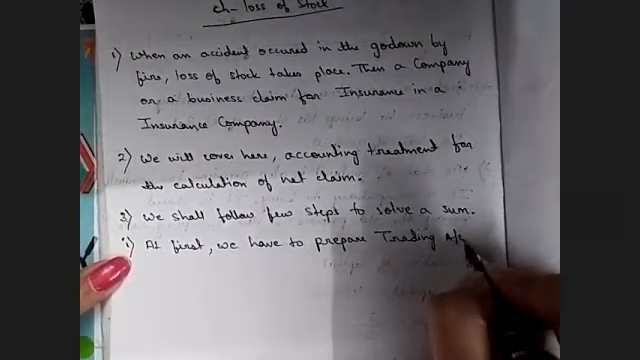 ch- loss of stock
1) When an accident occured in the godown by
fire, loss of stock takes place. Then a Company
or a business claim for Insurance in a
Insurance Company.
2) We will cover here, accounting treatment for
the calculation of net claim.
3) We shall follow few steps to solve a sum.
i) At first, we have to prepare Trading A/c